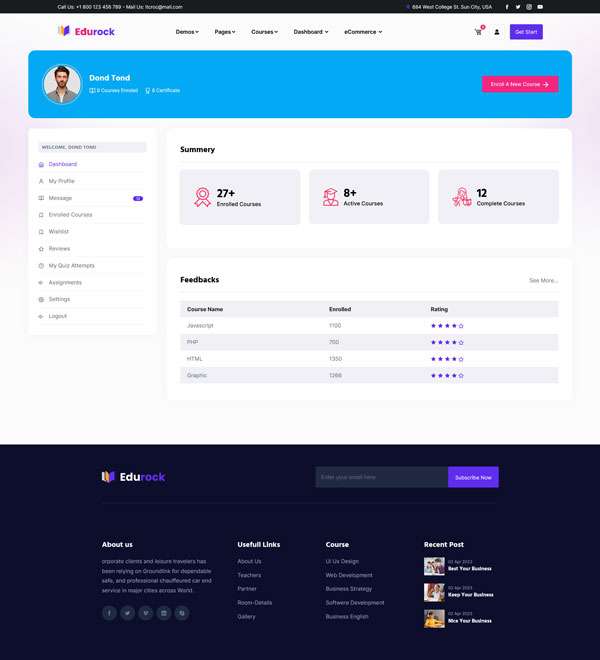 Call Us: +1 800 123 456 789 - Mail Us: Itcroc@mail.com
684 West College St. Sun City, USA
Edurock
Demos Pages Courses Dashboard eCommerce
Get Start
Dond Tond
9 Courses Enroled 8 Certificate
Enroll A New Course
WELCOME, DOND TOND
Dashboard
My Profile
Message
Enrolled Courses
Wishlist
Reviews
My Quiz Attempts
Assignments
Settings
Logout
Summery
27+
Enrolled Courses
8+
Active Courses
12
Complete Courses
Feedbacks
See More...
Course Name Enrolled Rating
Javascript 1100
PHP 700
HTML 1350
Graphic 1266
Edurock
Enter your email here
Subscribe Now
About us
orporate clients and leisure travelers has
been relying on Groundlink for dependable
safe, and professional chauffeured car end
service in major cities across World.
Usefull Links
About Us
Teachers
Partner
Room-Details
Gallery
Course
Ui Ux Design
Web Development
Business Strategy
Softwere Development
Business English
Recent Post
02 Apr 2023
Best Your Business
02 Apr 2023
Keep Your Business
02 Apr 2023
Nice Your Business